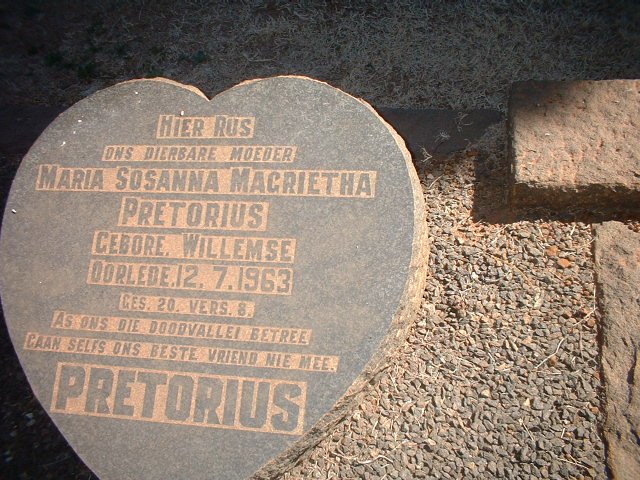 HIER RUS
ONS DIERBARE MOEDER
MARIA SOSANNA MAGRIETHA
PRETORIUS
GEBORE. WILLEMSE
OORLEDE. 12. 7. 1963
GES. 20. VERS. 8.
AS ONS DIE DOODVALLEI BETREE
GAAN SELFS ONS BESTE VRIEND NIE MEE.
PRETORIUS